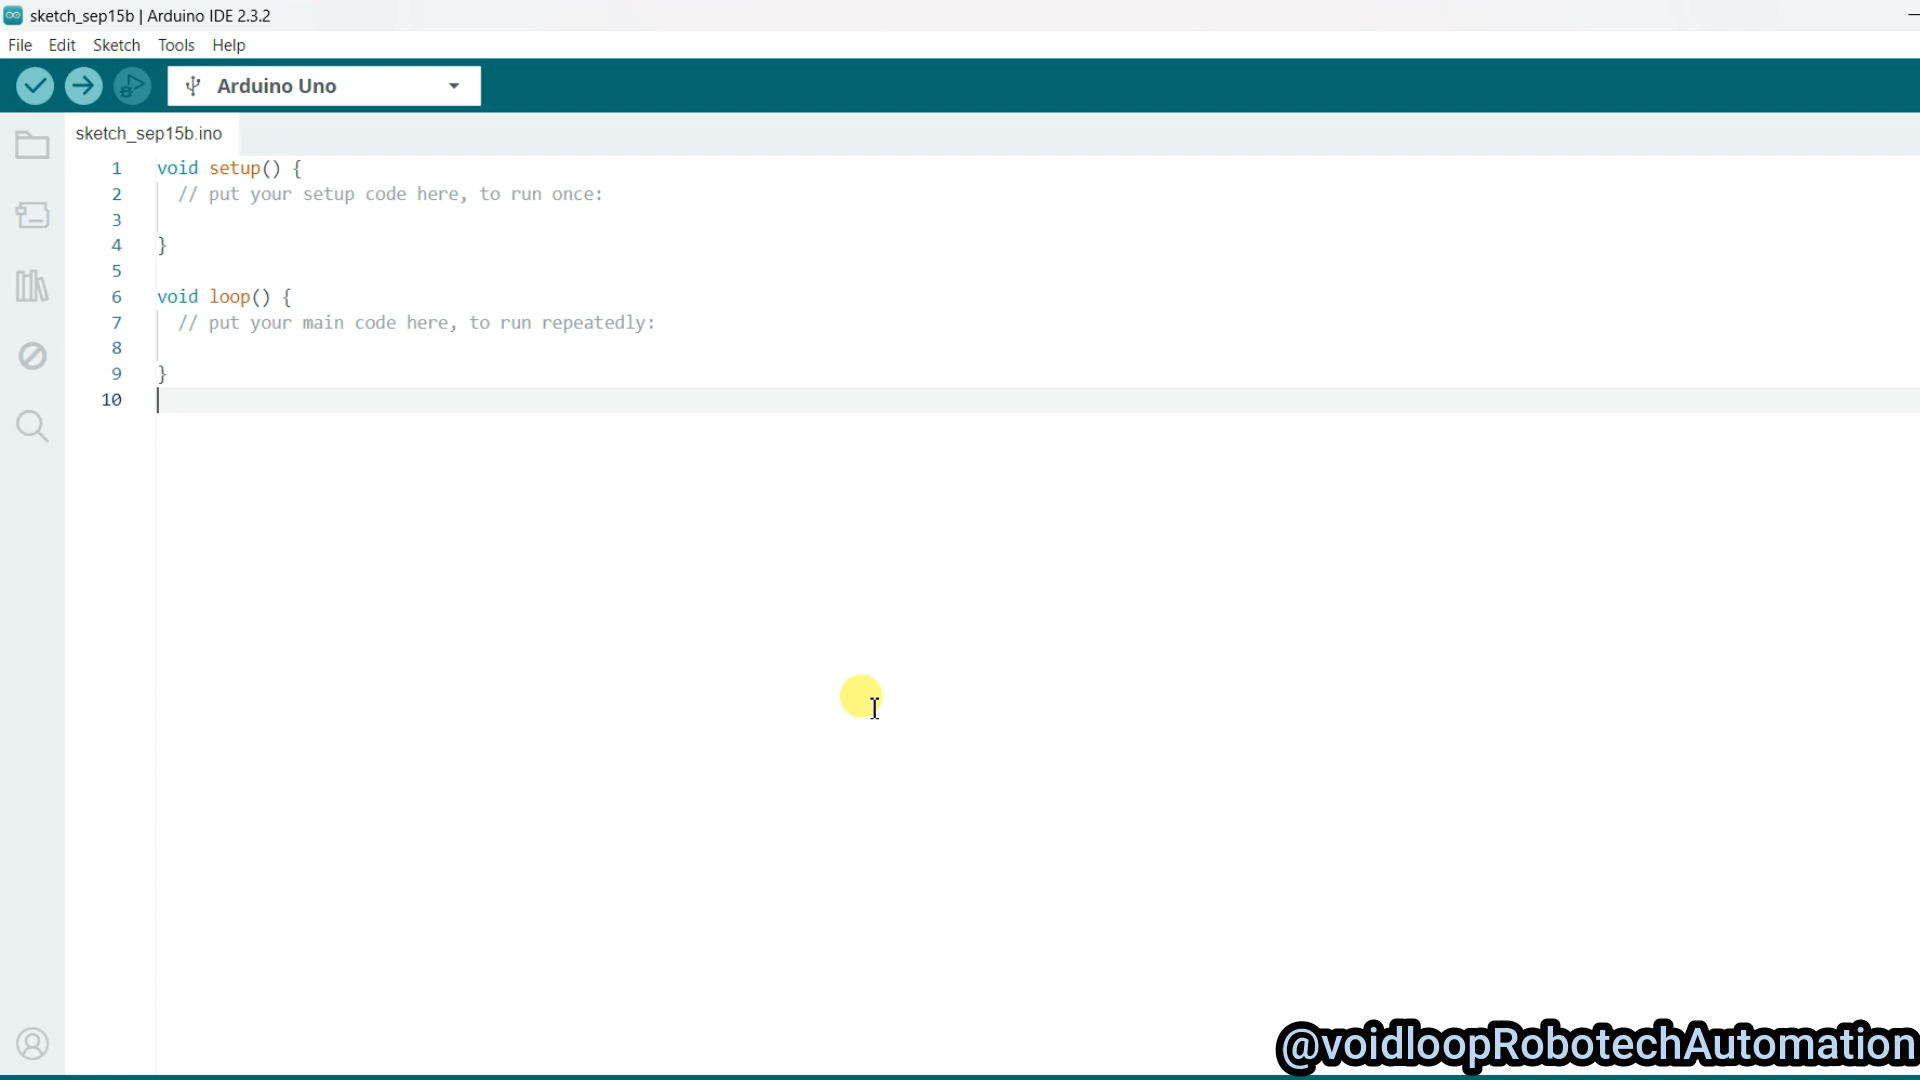 sketch_sep15b | Arduino IDE 2.3.2
File Edit Sketch Tools Help
Arduino Uno
sketch_sep15b.ino
1 void setup() {
2 // put your setup code here, to run once:
3
4 }
5
6 void loop() {
7 // put your main code here, to run repeatedly:
8
9 }
10
@voidloopRobotechAutomation